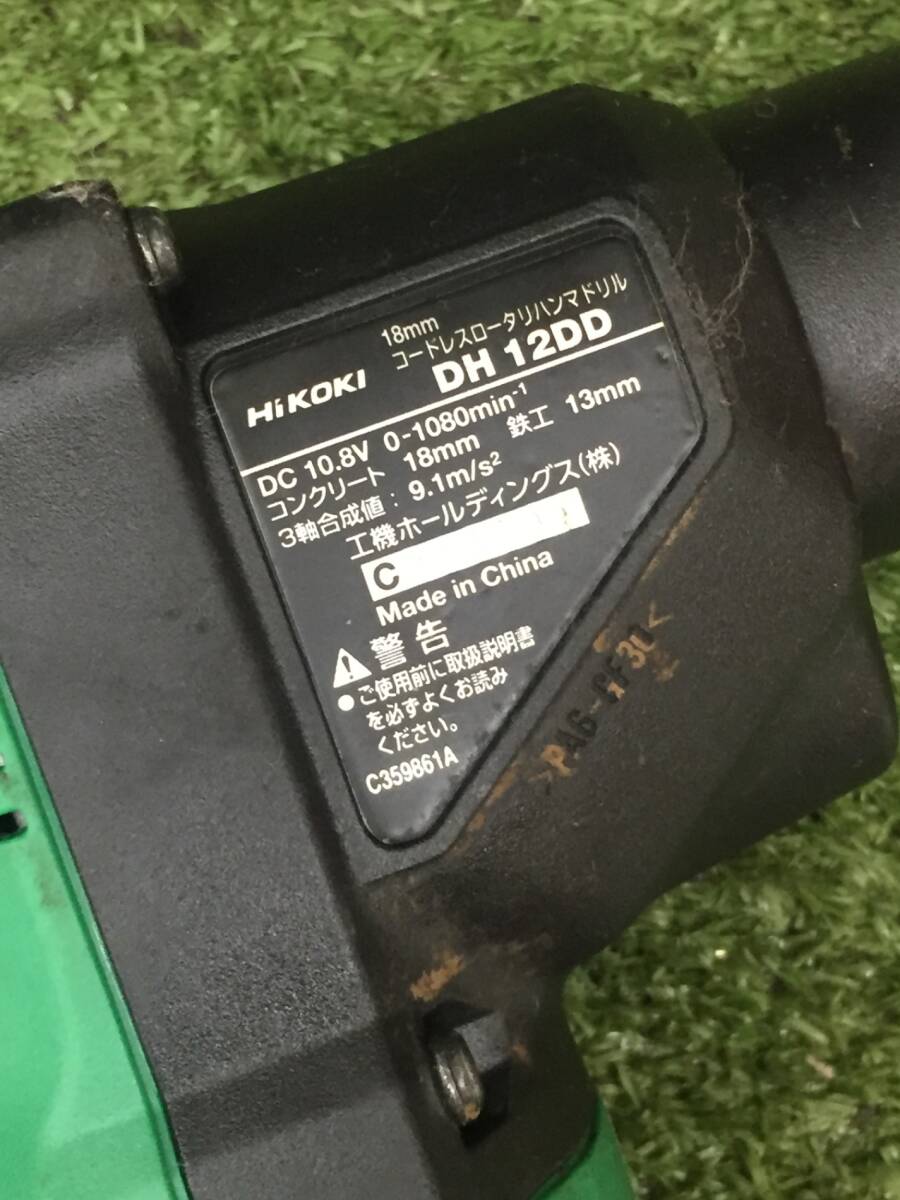 18mm
コードレスロータリハンマドリル
HiKOKI DH 12DD
DC 10.8V 0-1080min⁻¹
コンクリート 18mm 鉄工 13mm
3軸合成値: 9.1m/s²
工機ホールディングス(株)
C
Made in China
警告
●ご使用前に取扱説明書
を必ずよくお読み
ください。
C359861A
>PA6-GF30<